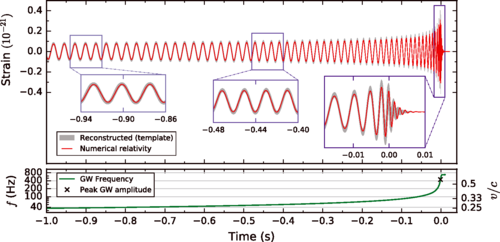 Strain (10⁻²¹)
0.4
0.2
0.0
-0.2
-0.4
-0.94
-0.90
-0.86
-0.48
-0.44
-0.40
-0.01
0.00
0.01
Reconstructed (template)
Numerical relativity
f (Hz)
800
400
200
100
0
GW Frequency
Peak GW amplitude
0.5
0.33
0.25
v/c
-1.0 -0.9 -0.8 -0.7 -0.6 -0.5 -0.4 -0.3 -0.2 -0.1 0.0
Time (s)